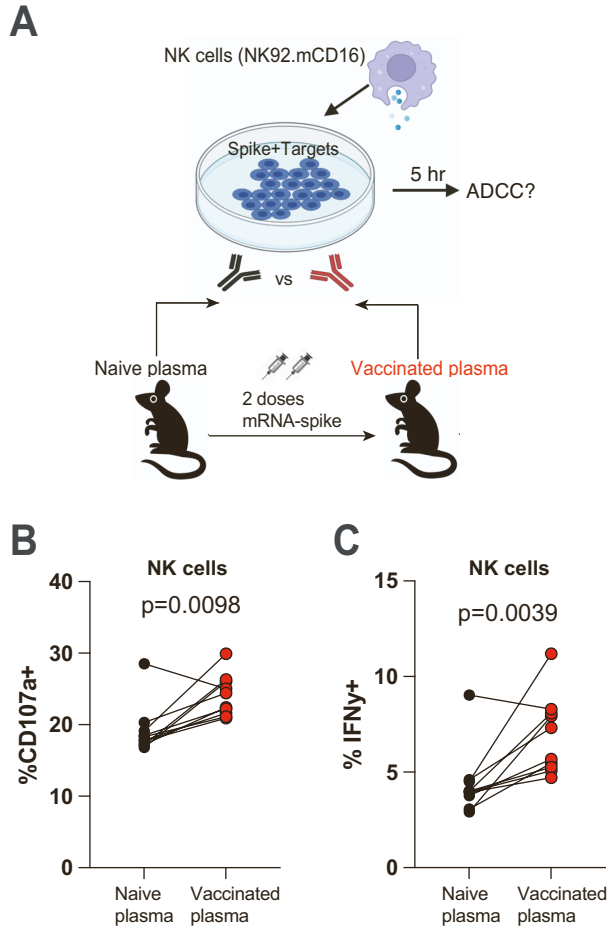 A
NK cells (NK92.mCD16)
Spike+Targets
5 hr
ADCC?
vs
Naive plasma
Vaccinated plasma
2 doses
mRNA-spike
B
NK cells
p=0.0098
%CD107a+
40
30
20
10
0
Naive
plasma
Vaccinated
plasma
C
NK cells
p=0.0039
% IFNy+
15
10
5
0
Naive
plasma
Vaccinated
plasma